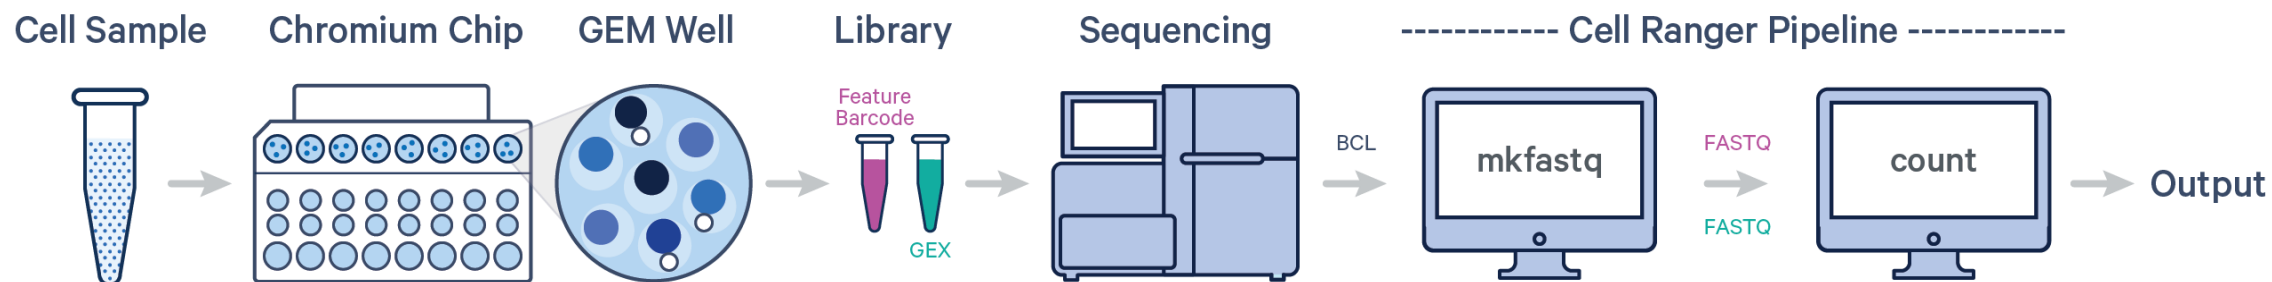 Cell Sample
Chromium Chip
GEM Well
Library
Sequencing
Cell Ranger Pipeline
Feature
Barcode
GEX
BCL
mkfastq
FASTQ
FASTQ
count
Output